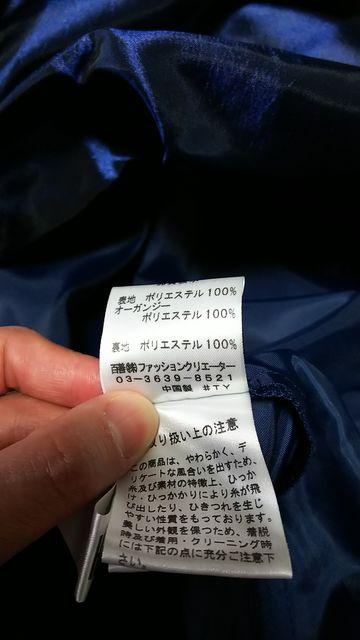 表地 ポリエステル100%
オーガンジー
ポリエステル100%
裏地 ポリエステル100%
百善㈱ファッションクリエーター
03-3639-8521
中国製 #TY
り扱い上の注意
この商品は、やわらかく、デ
リケートな風合いを出すため、
糸及び素材の特徴上、ひっか
け・ひっかかりにより糸が飛
び出したり、ひきつれを生じ
やすい性質をもっております。
美しい外観を保つため、着脱
時及び着用・クリーニング時
には下記の点に充分ご注意下
さい。